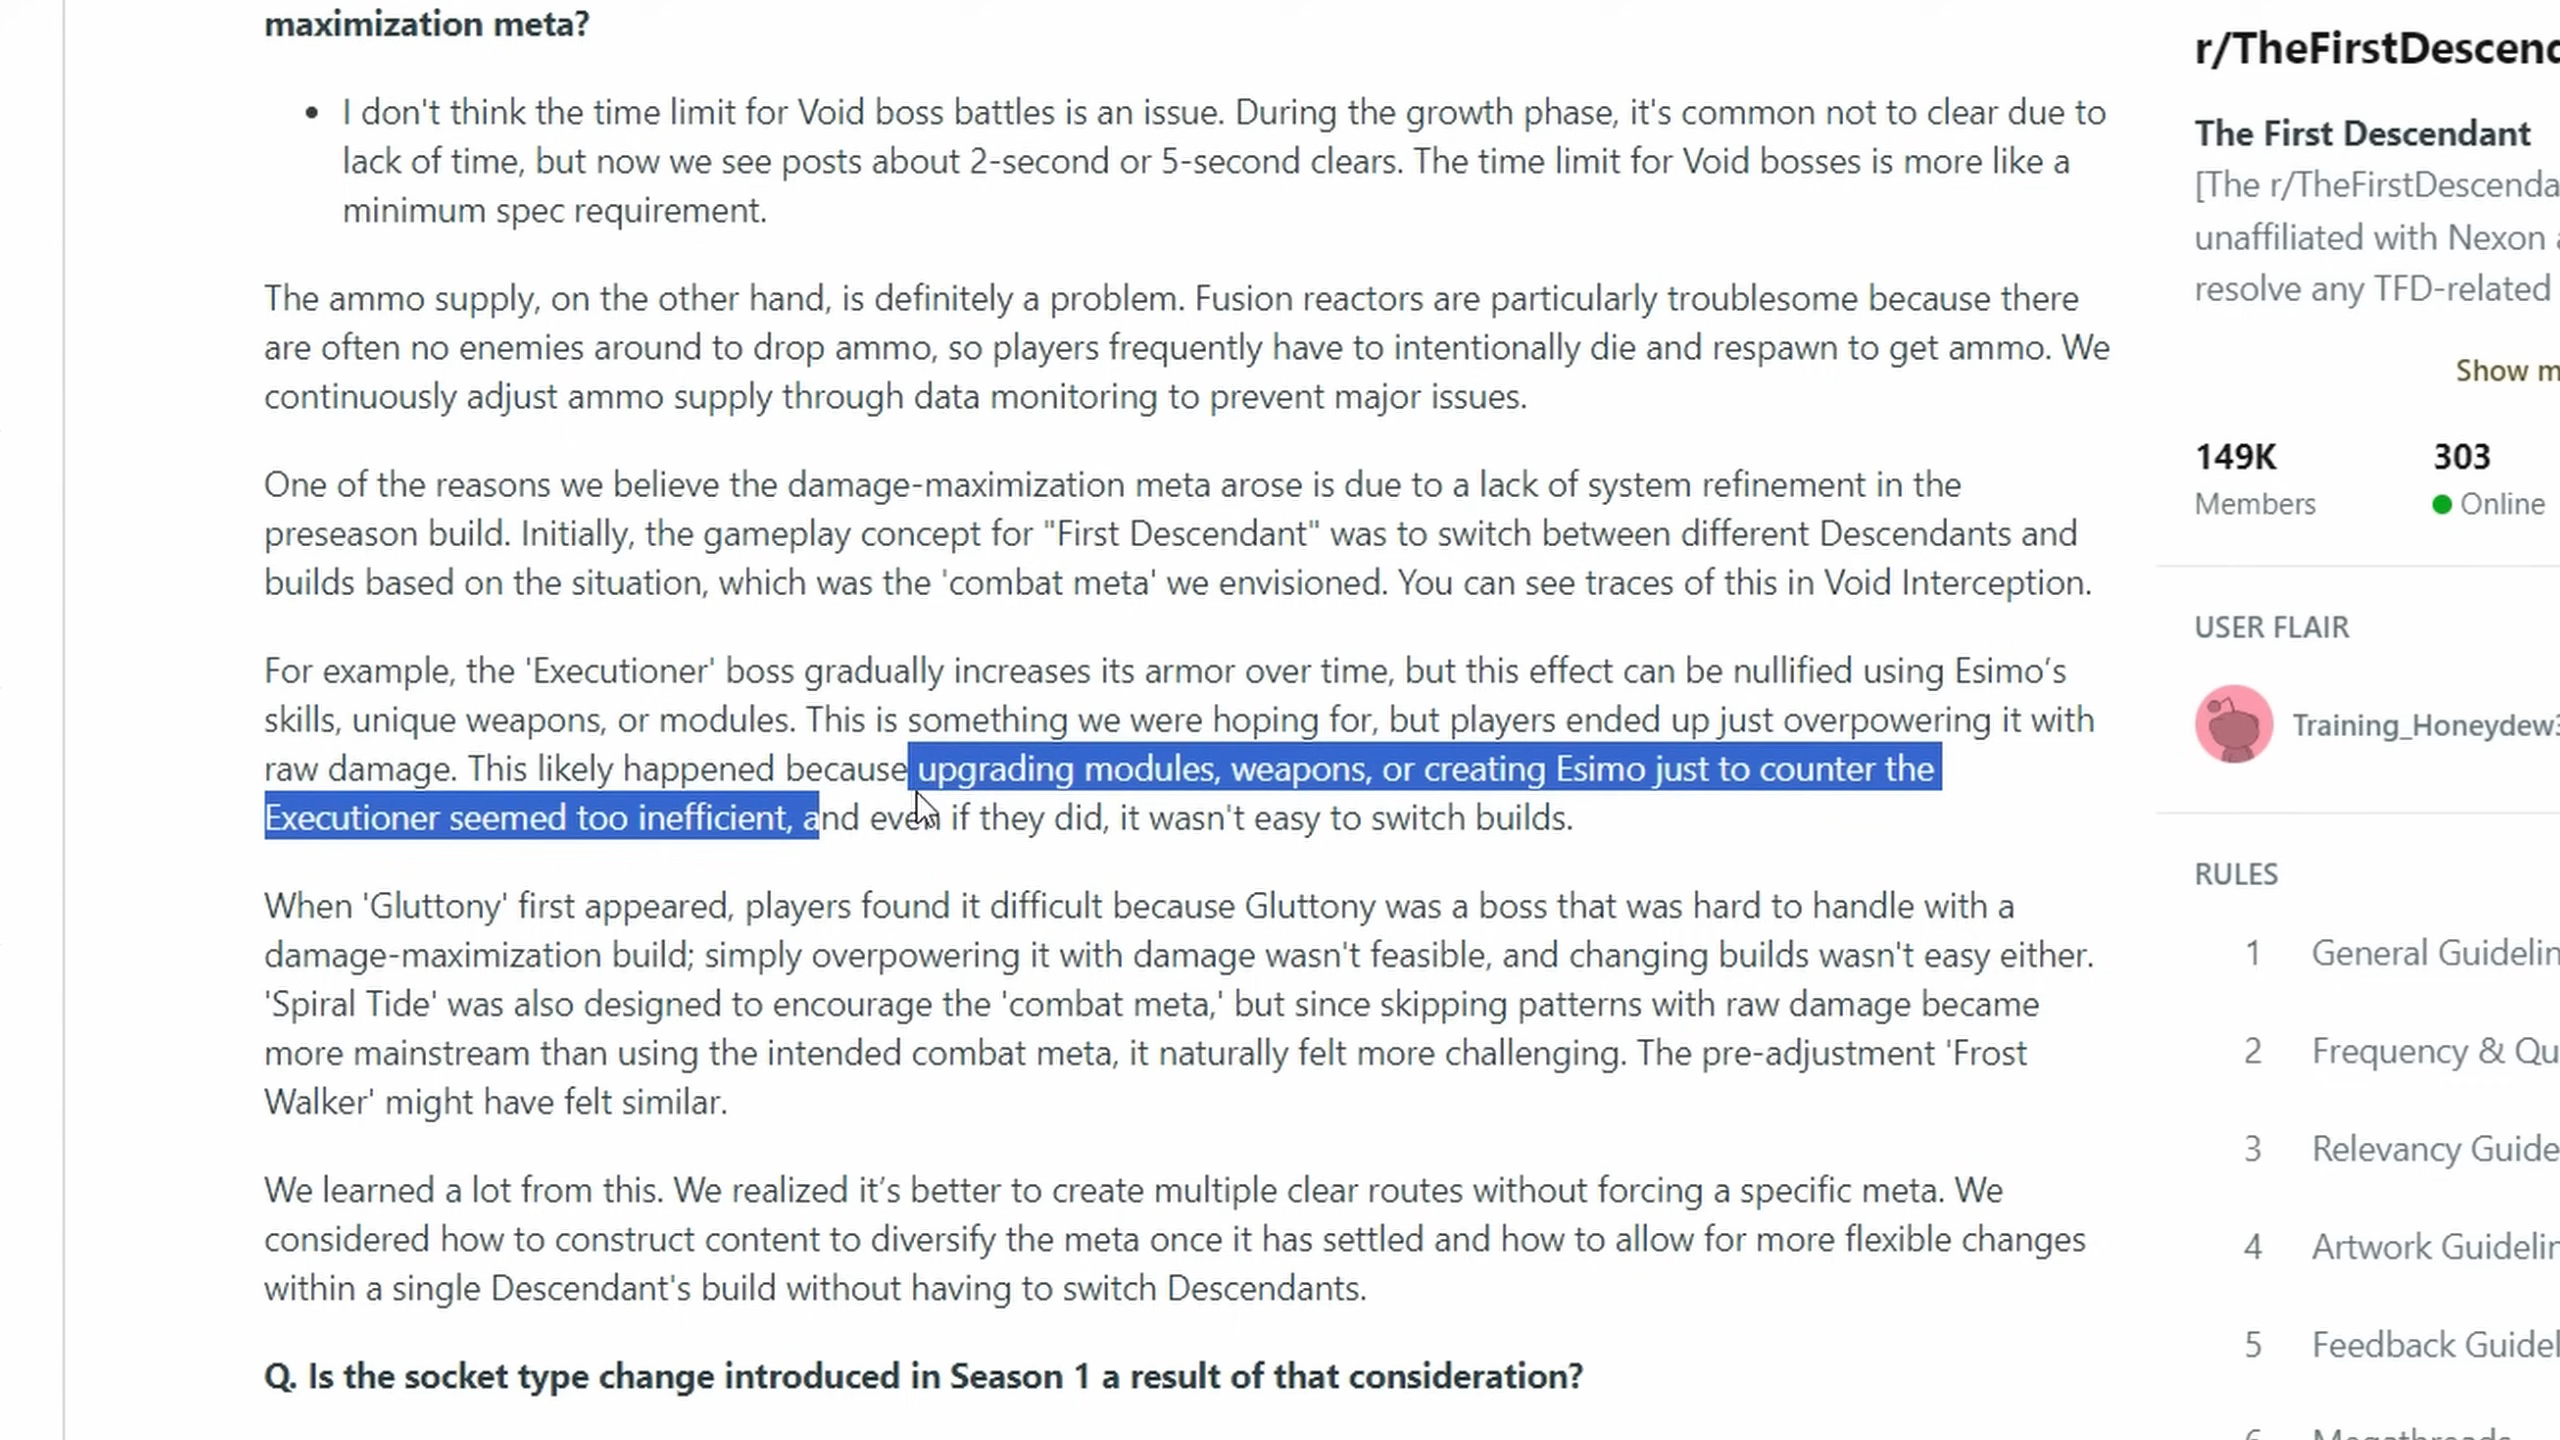 maximization meta?
• I don't think the time limit for Void boss battles is an issue. During the growth phase, it's common not to clear due to
lack of time, but now we see posts about 2-second or 5-second clears. The time limit for Void bosses is more like a
minimum spec requirement.
The ammo supply, on the other hand, is definitely a problem. Fusion reactors are particularly troublesome because there
are often no enemies around to drop ammo, so players frequently have to intentionally die and respawn to get ammo. We
continuously adjust ammo supply through data monitoring to prevent major issues.
One of the reasons we believe the damage-maximization meta arose is due to a lack of system refinement in the
preseason build. Initially, the gameplay concept for "First Descendant" was to switch between different Descendants and
builds based on the situation, which was the 'combat meta' we envisioned. You can see traces of this in Void Interception.
For example, the 'Executioner' boss gradually increases its armor over time, but this effect can be nullified using Esimo’s
skills, unique weapons, or modules. This is something we were hoping for, but players ended up just overpowering it with
raw damage. This likely happened because upgrading modules, weapons, or creating Esimo just to counter the
Executioner seemed too inefficient, and even if they did, it wasn't easy to switch builds.
When 'Gluttony' first appeared, players found it difficult because Gluttony was a boss that was hard to handle with a
damage-maximization build; simply overpowering it with damage wasn't feasible, and changing builds wasn't easy either.
'Spiral Tide' was also designed to encourage the 'combat meta,' but since skipping patterns with raw damage became
more mainstream than using the intended combat meta, it naturally felt more challenging. The pre-adjustment 'Frost
Walker' might have felt similar.
We learned a lot from this. We realized it’s better to create multiple clear routes without forcing a specific meta. We
considered how to construct content to diversify the meta once it has settled and how to allow for more flexible changes
within a single Descendant's build without having to switch Descendants.
Q. Is the socket type change introduced in Season 1 a result of that consideration?
r/TheFirstDescend
The First Descendant
[The r/TheFirstDescenda
unaffiliated with Nexon a
resolve any TFD-related
Show m
149K 303
Members Online
USER FLAIR
Training_Honeydew3
RULES
1 General Guidelin
2 Frequency & Qu
3 Relevancy Guide
4 Artwork Guidelin
5 Feedback Guidel